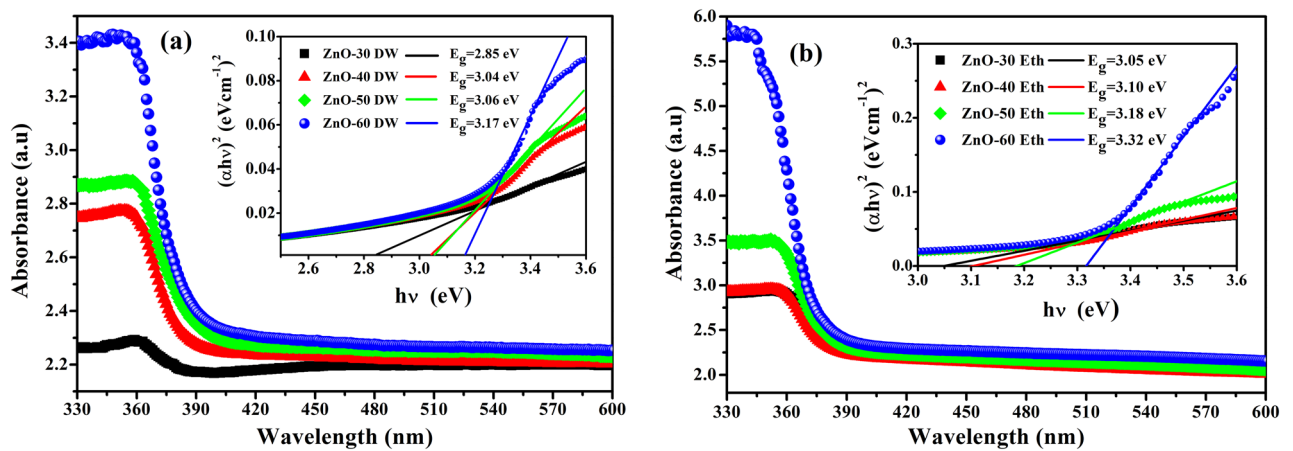 (a)
Absorbance (a.u)
3.4
3.2
3.0
2.8
2.6
2.4
2.2
330 360 390 420 450 480 510 540 570 600
Wavelength (nm)
(αhν)² (eVcm⁻¹)²
0.10
0.08
0.06
0.04
0.02
2.6 2.8 3.0 3.2 3.4 3.6
hν (eV)
ZnO-30 DW Eg=2.85 eV
ZnO-40 DW Eg=3.04 eV
ZnO-50 DW Eg=3.06 eV
ZnO-60 DW Eg=3.17 eV
(b)
Absorbance (a.u)
6.0
5.5
5.0
4.5
4.0
3.5
3.0
2.5
2.0
330 360 390 420 450 480 510 540 570 600
Wavelength (nm)
(αhν)² (eVcm⁻¹)²
0.3
0.2
0.1
0.0
3.0 3.1 3.2 3.3 3.4 3.5 3.6
hν (eV)
ZnO-30 Eth Eg=3.05 eV
ZnO-40 Eth Eg=3.10 eV
ZnO-50 Eth Eg=3.18 eV
ZnO-60 Eth Eg=3.32 eV